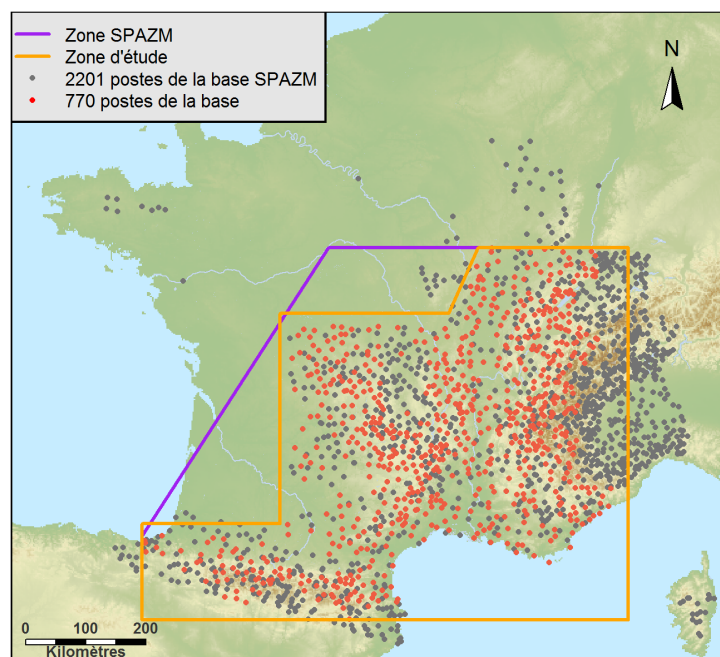 Zone SPAZM
Zone d'étude
2201 postes de la base SPAZM
770 postes de la base
N
0 100 200
Kilomètres